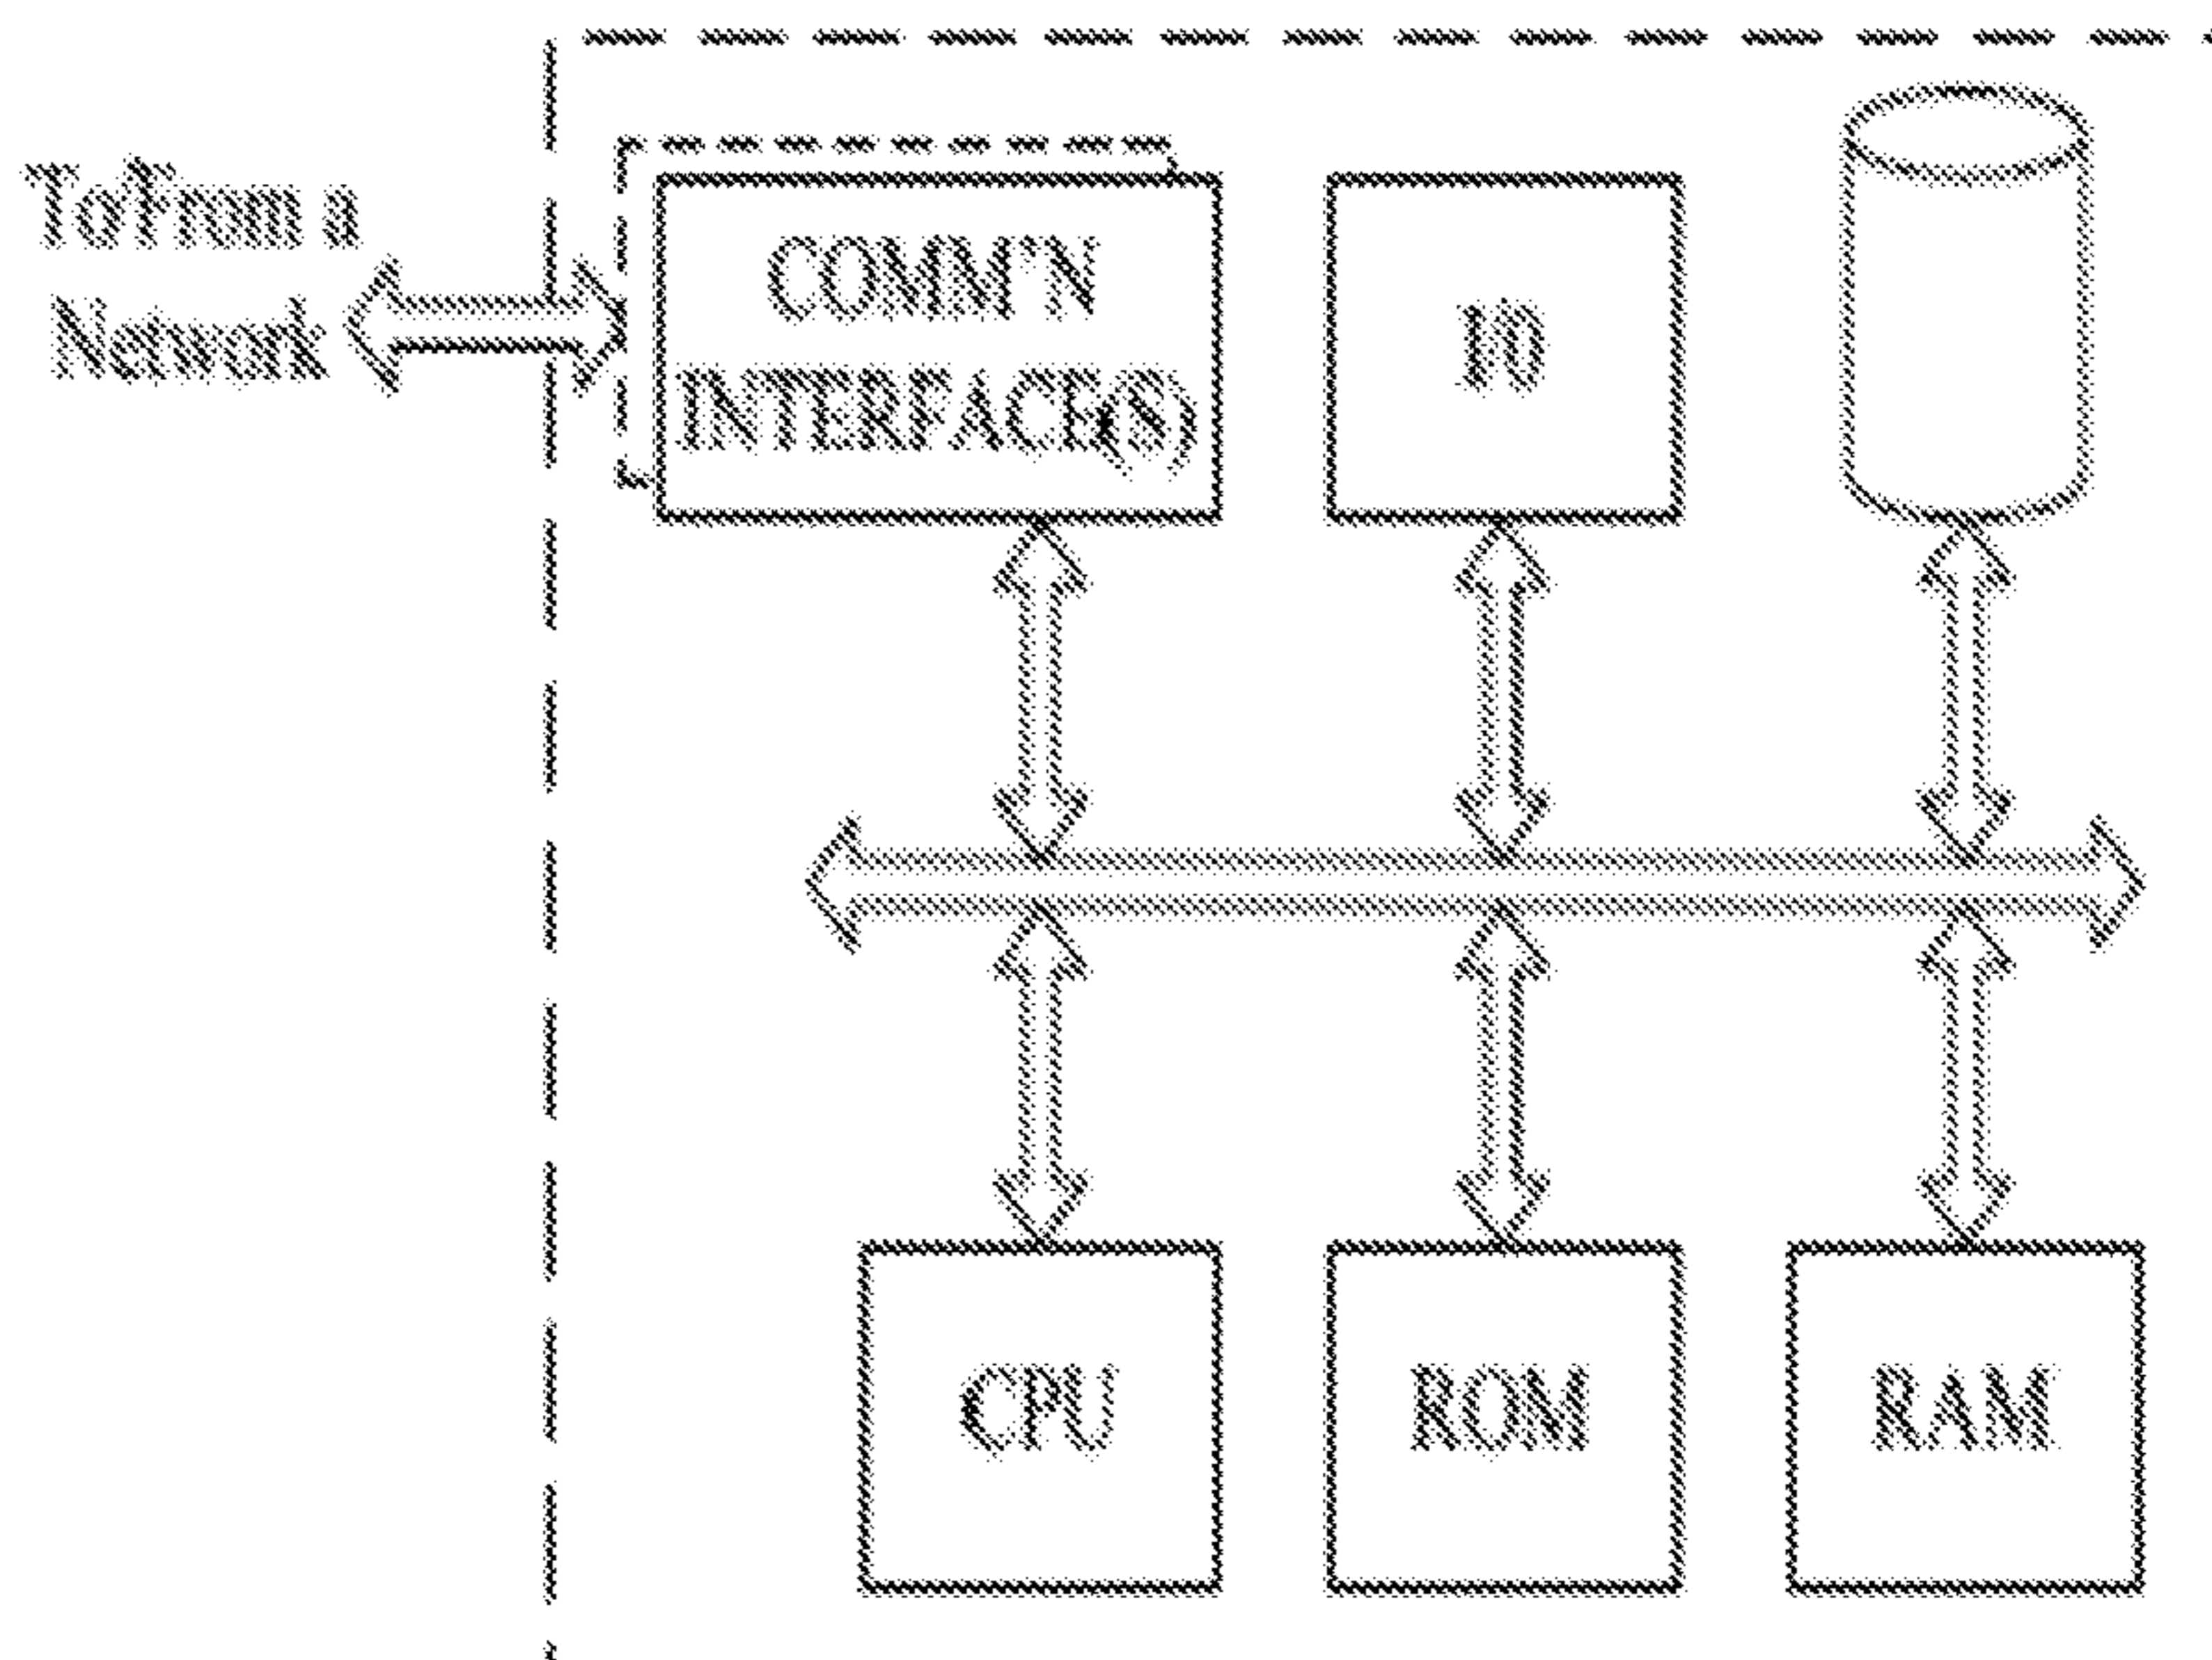 To/From a
Network
COMM'N
INTERFACE(S)
I/O
CPU
ROM
RAM